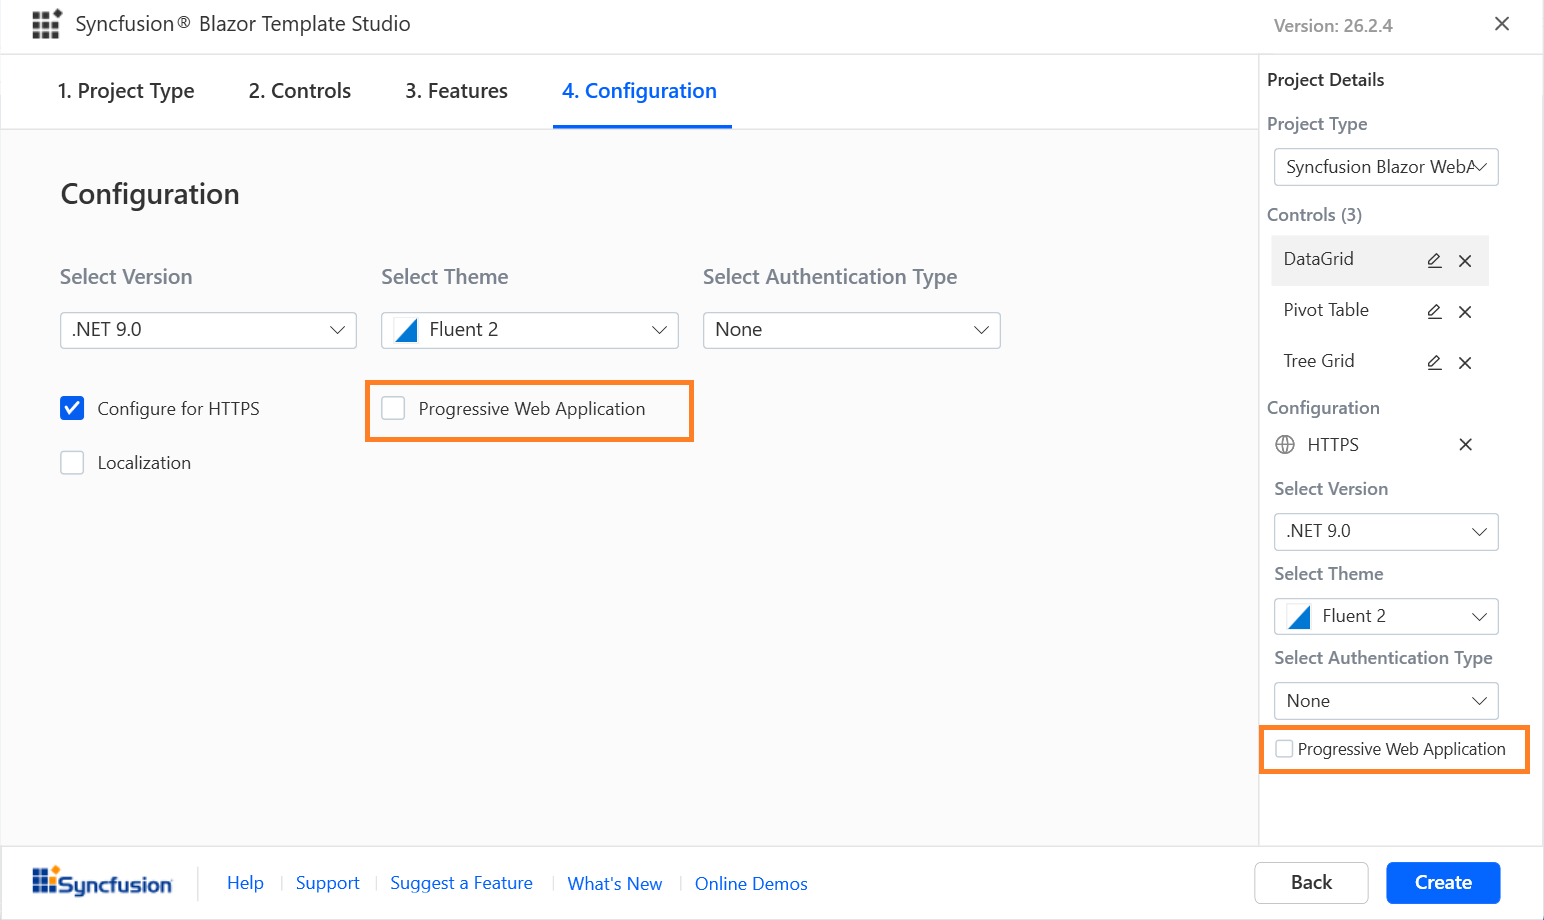 Syncfusion® Blazor Template Studio
Version: 26.2.4
1. Project Type
2. Controls
3. Features
4. Configuration
Configuration
Select Version
Select Theme
Select Authentication Type
.NET 9.0
Fluent 2
None
Configure for HTTPS
Progressive Web Application
Localization
Project Details
Project Type
Syncfusion Blazor WebA
Controls (3)
DataGrid
Pivot Table
Tree Grid
Configuration
HTTPS
Select Version
.NET 9.0
Select Theme
Fluent 2
Select Authentication Type
None
Progressive Web Application
Syncfusion
Help
Support
Suggest a Feature
What's New
Online Demos
Back
Create